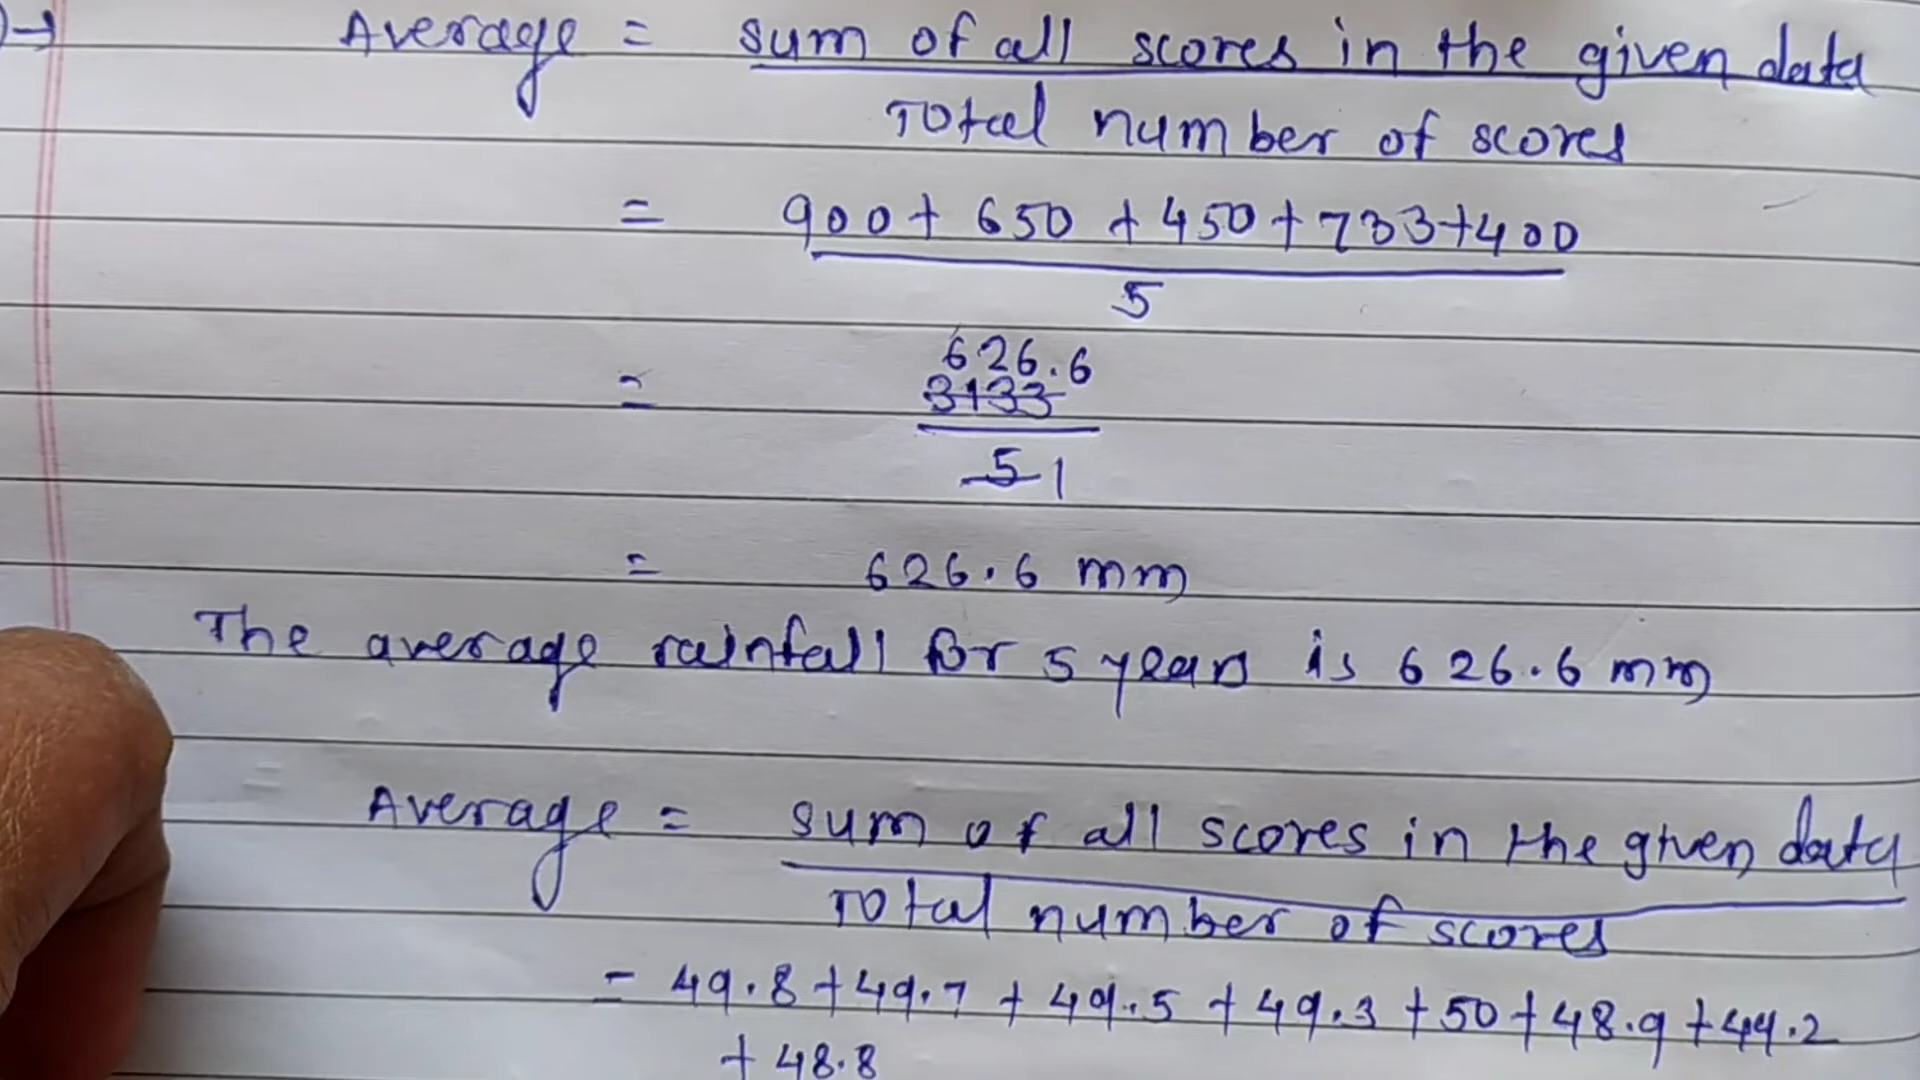 Average = sum of all scores in the given data
Total number of scores
= 900 + 650 + 450 + 733 + 400
5
626.6
= 3133
5 1
= 626.6 mm
The average rainfall for 5 years is 626.6 mm
Average = sum of all scores in the given data
Total number of scores
= 49.8 + 49.7 + 49.5 + 49.3 + 50 + 48.9 + 49.2
+ 48.8